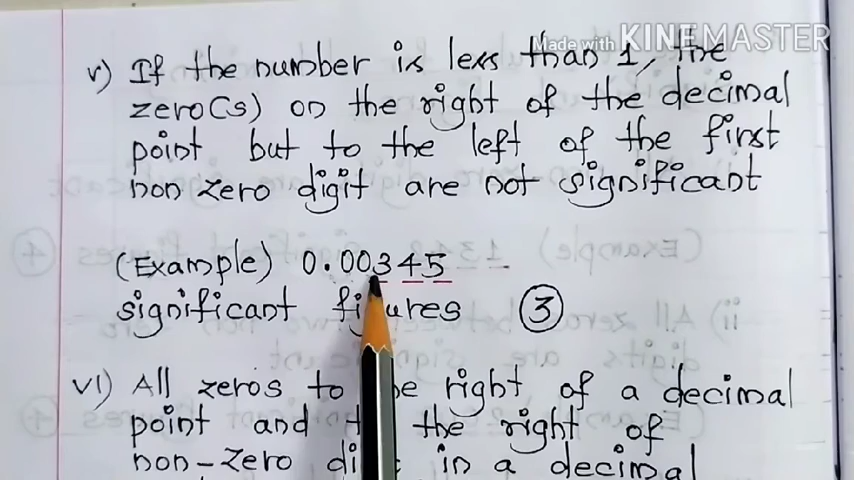 Made with KINEMASTER
v) If the number is less than 1, the
zero(s) on the right of the decimal
point but to the left of the first
non zero digit are not significant
(Example) 0.00345
significant figures ③
VI) All zeros to the right of a decimal
point and the right of
non-zero in a decimal